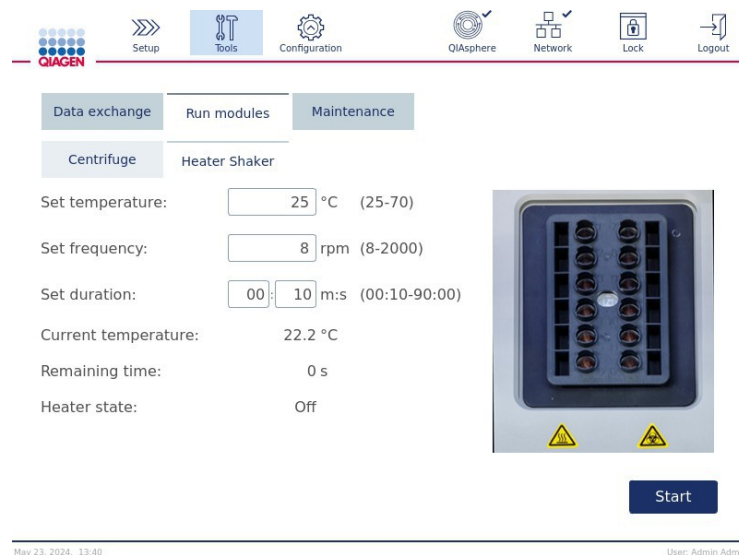 QIAGEN
Setup
Tools
Configuration
QIAsphere
Network
Lock
Logout
Data exchange
Run modules
Maintenance
Centrifuge
Heater Shaker
Set temperature: 25 °C (25-70)
Set frequency: 8 rpm (8-2000)
Set duration: 00 : 10 m:s (00:10-90:00)
Current temperature: 22.2 °C
Remaining time: 0 s
Heater state: Off
Start
May 23, 2024, 13:40
User: Admin Adm